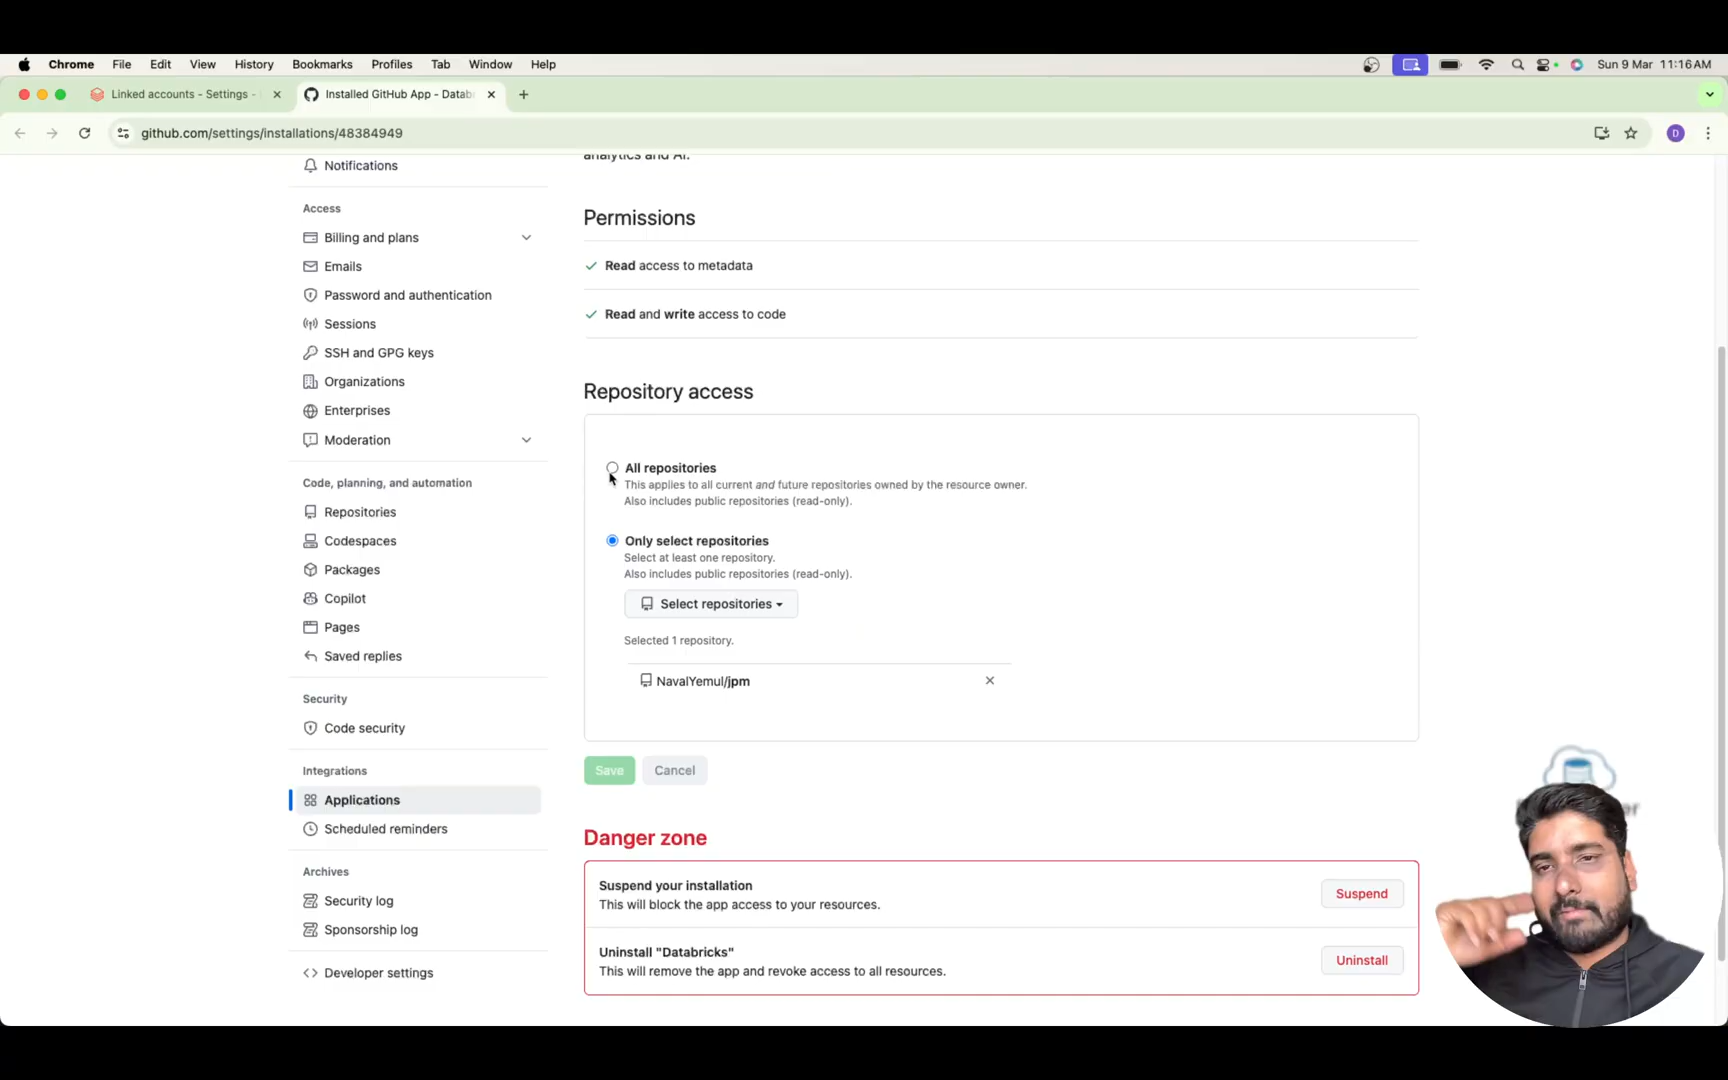 Chrome File Edit View History Bookmarks Profiles Tab Window Help Sun 9 Mar 11:16 AM
Linked accounts - Settings - Installed GitHub App - Datab
github.com/settings/installations/48384949 D
analytics and AI.
Notifications
Access
Billing and plans
Emails
Password and authentication
Sessions
SSH and GPG keys
Organizations
Enterprises
Moderation
Code, planning, and automation
Repositories
Codespaces
Packages
Copilot
Pages
Saved replies
Security
Code security
Integrations
Applications
Scheduled reminders
Archives
Security log
Sponsorship log
Developer settings
Permissions
Read access to metadata
Read and write access to code
Repository access
All repositories
This applies to all current and future repositories owned by the resource owner.
Also includes public repositories (read-only).
Only select repositories
Select at least one repository.
Also includes public repositories (read-only).
Select repositories
Selected 1 repository.
NavalYemul/jpm
Save Cancel
Danger zone
Suspend your installation
This will block the app access to your resources.
Suspend
Uninstall "Databricks"
This will remove the app and revoke access to all resources.
Uninstall